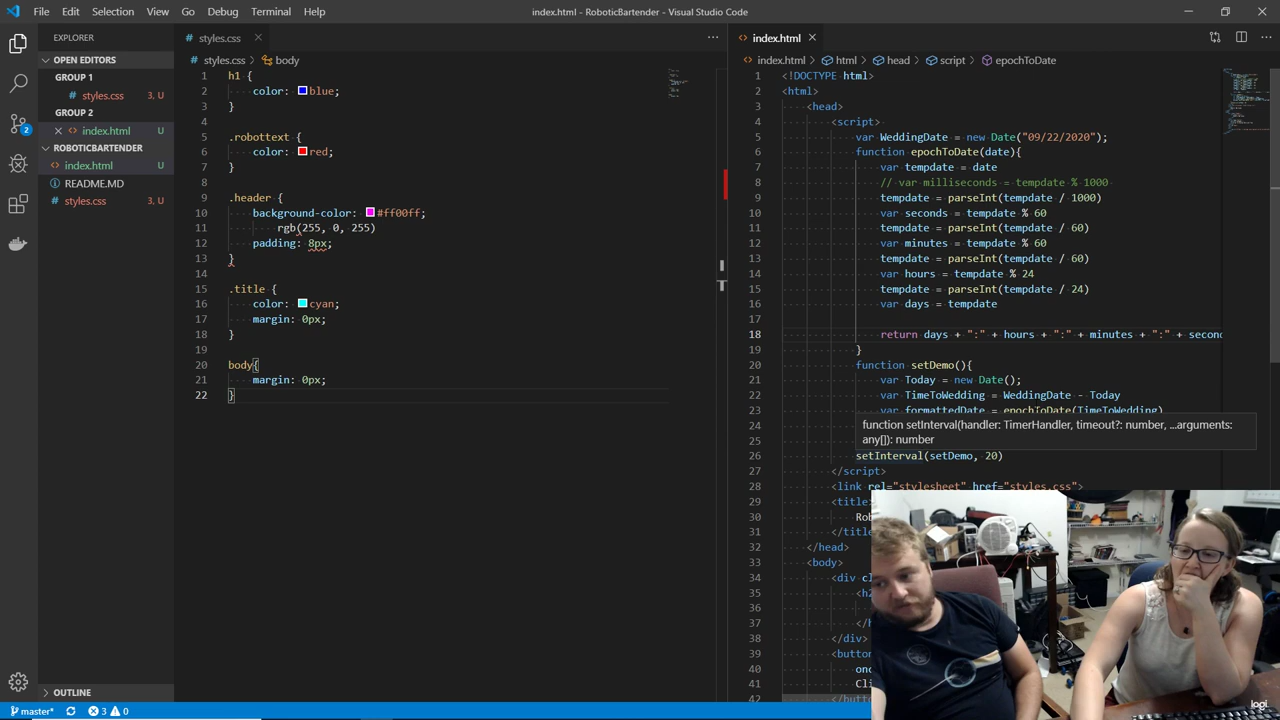 File Edit Selection View Go Debug Terminal Help
index.html - RoboticBartender - Visual Studio Code
EXPLORER
OPEN EDITORS
GROUP 1
styles.css 3, U
GROUP 2
index.html U
ROBOTICBARTENDER
index.html U
README.MD
styles.css 3, U
OUTLINE
2
master*
3 0
styles.css
styles.css body
1 h1 {
2 color: blue;
3 }
4
5 .robottext {
6 color: red;
7 }
8
9 .header {
10 background-color: #ff00ff;
11 rgb(255, 0, 255)
12 padding: 8px;
13 }
14
15 .title {
16 color: cyan;
17 margin: 0px;
18 }
19
20 body{
21 margin: 0px;
22 }
index.html
index.html html head script epochToDate
1 <!DOCTYPE html>
2 <html>
3 <head>
4 <script>
5 var WeddingDate = new Date("09/22/2020");
6 function epochToDate(date){
7 var tempdate = date
8 // var milliseconds = tempdate % 1000
9 tempdate = parseInt(tempdate / 1000)
10 var seconds = tempdate % 60
11 tempdate = parseInt(tempdate / 60)
12 var minutes = tempdate % 60
13 tempdate = parseInt(tempdate / 60)
14 var hours = tempdate % 24
15 tempdate = parseInt(tempdate / 24)
16 var days = tempdate
17
18 return days + ":" + hours + ":" + minutes + ":" + second
19 }
20 function setDemo(){
21 var Today = new Date();
22 var TimeToWedding = WeddingDate - Today
23 var formattedDate = epochToDate(TimeToWedding)
24 function setInterval(handler: TimerHandler, timeout?: number, ...arguments:
25 any[]): number
26 setInterval(setDemo, 20)
27 </script>
28 <link rel="stylesheet" href="styles.css">
29 <title
30 Ro
31 </title
32 </head>
33 <body>
34 <div cl
35 <h
36
37 </h
38 </div>
39 <button
40 on
41 Cl
42 </butto
logi